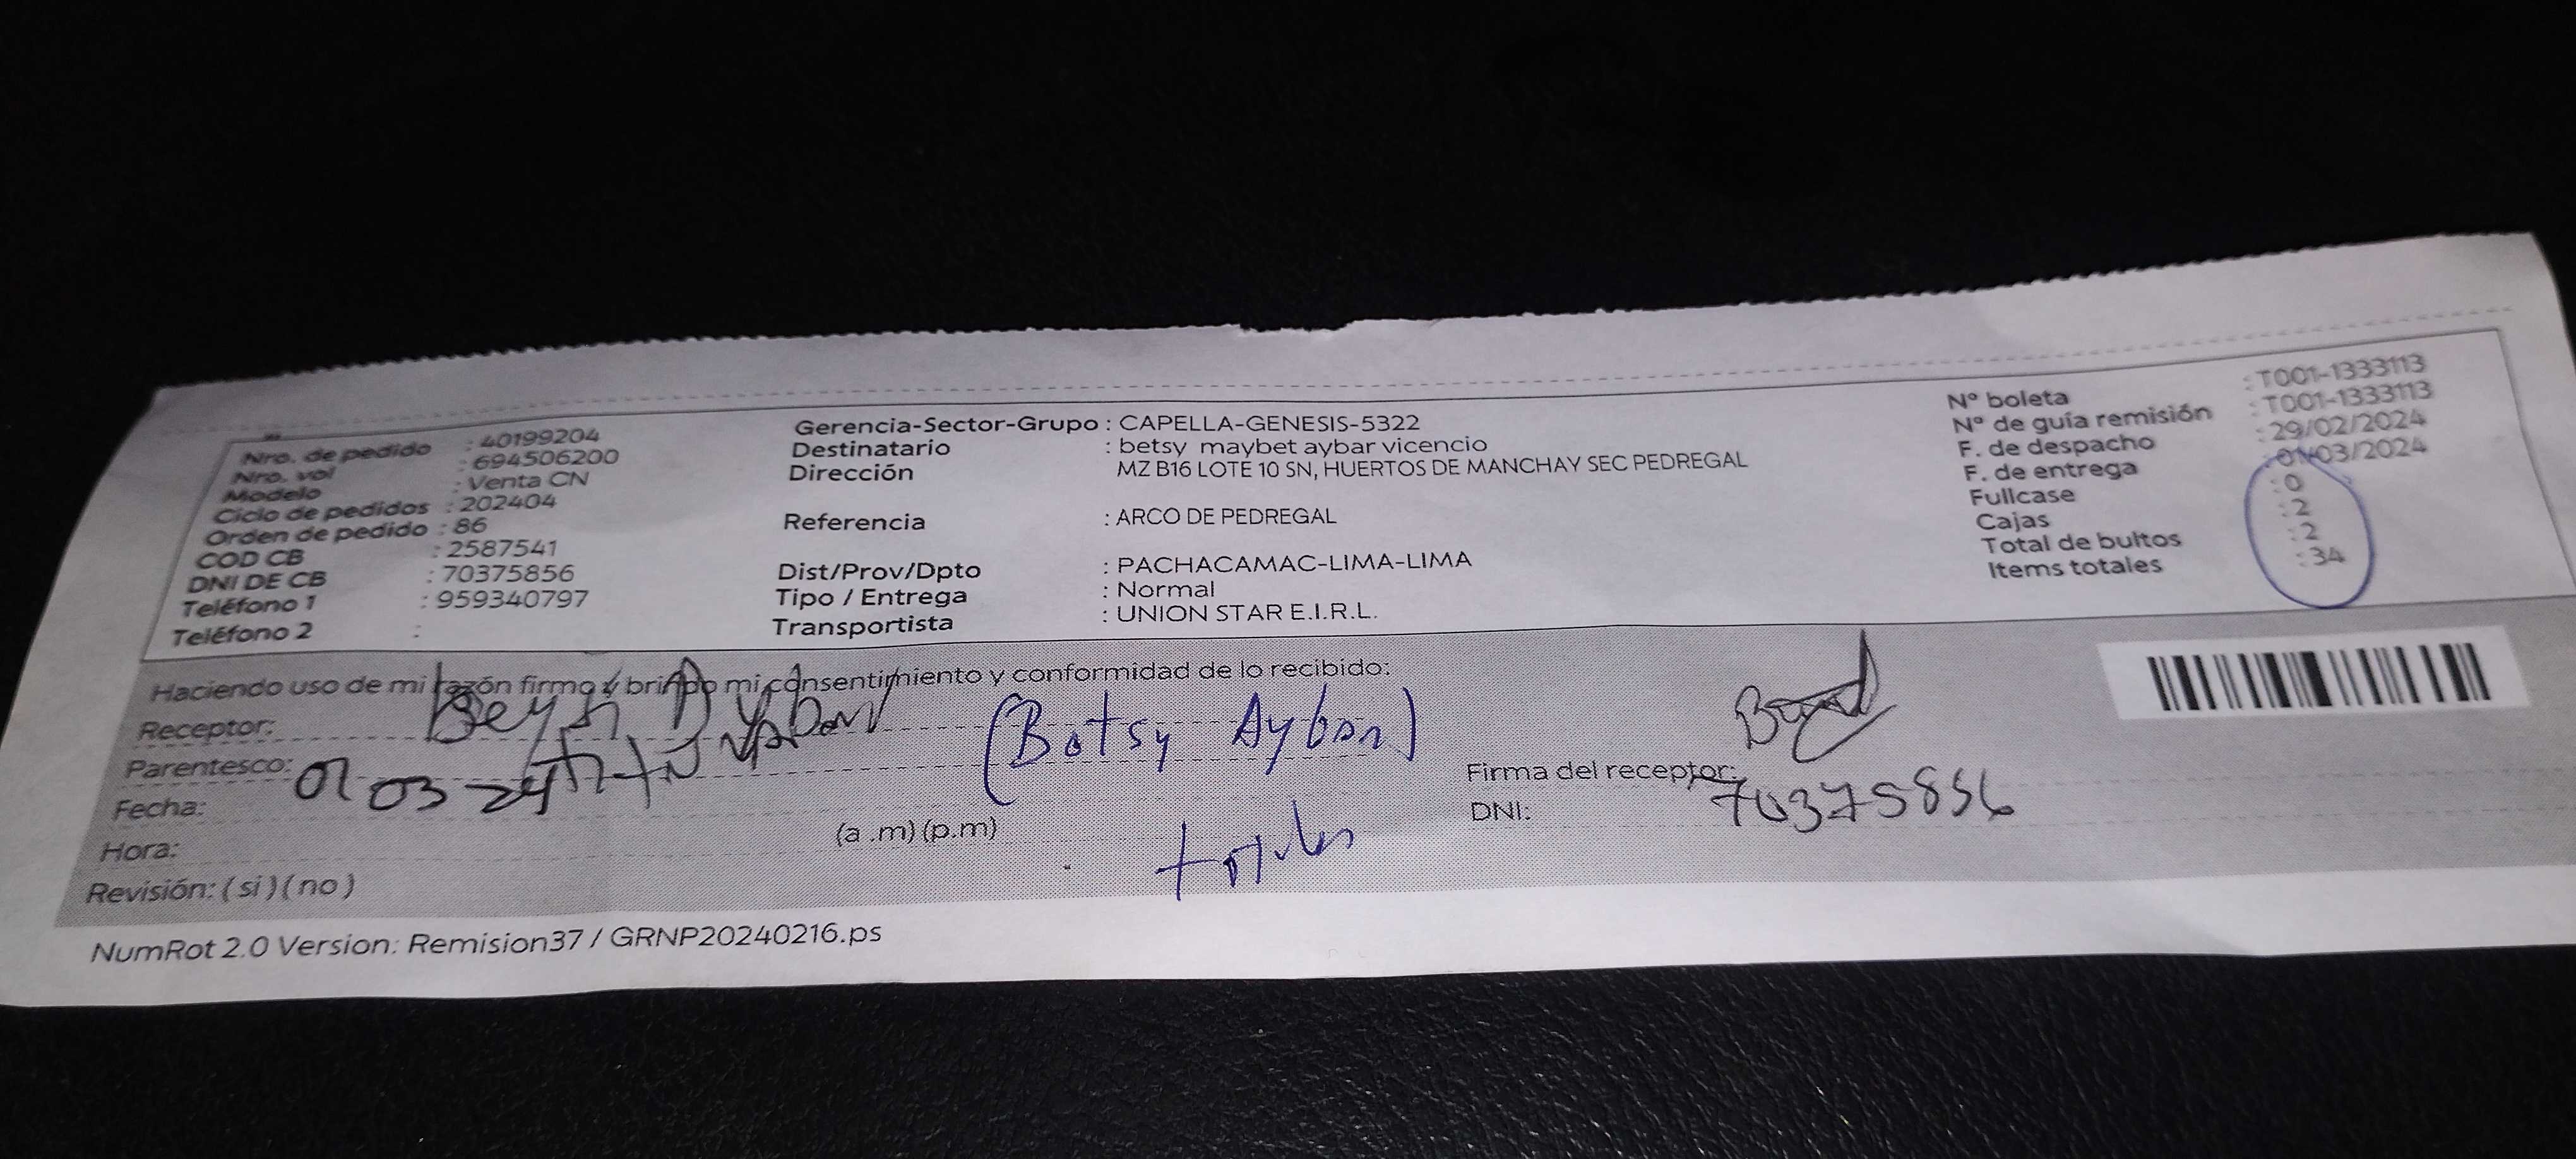 Nro. de pedido : 40199204
Nro. vol : 694506200
Modelo : Venta CN
Ciclo de pedidos : 202404
Orden de pedido : 86
COD CB : 2587541
DNI DE CB : 70375856
Teléfono 1 : 959340797
Teléfono 2 :
Gerencia-Sector-Grupo : CAPELLA-GENESIS-5322
Destinatario : betsy maybet aybar vicencio
Dirección MZ B16 LOTE 10 SN, HUERTOS DE MANCHAY SEC PEDREGAL
Referencia : ARCO DE PEDREGAL
Dist/Prov/Dpto : PACHACAMAC-LIMA-LIMA
Tipo / Entrega : Normal
Transportista : UNION STAR E.I.R.L.
N° boleta : T001-1333113
N° de guía remisión : T001-1333113
F. de despacho : 29/02/2024
F. de entrega : 01/03/2024
Fullcase : 0
Cajas : 2
Total de bultos : 2
Items totales : 34
Haciendo uso de mi razón firmo y brindo mi consentimiento y conformidad de lo recibido:
Receptor:
(Betsy Aybar)
Parentesco:
Fecha: 01 03 24
Hora: (a .m) (p.m)
Revisión: ( si ) ( no )
Firma del receptor:
DNI: 70375856
NumRot 2.0 Version: Remision37 / GRNP20240216.ps